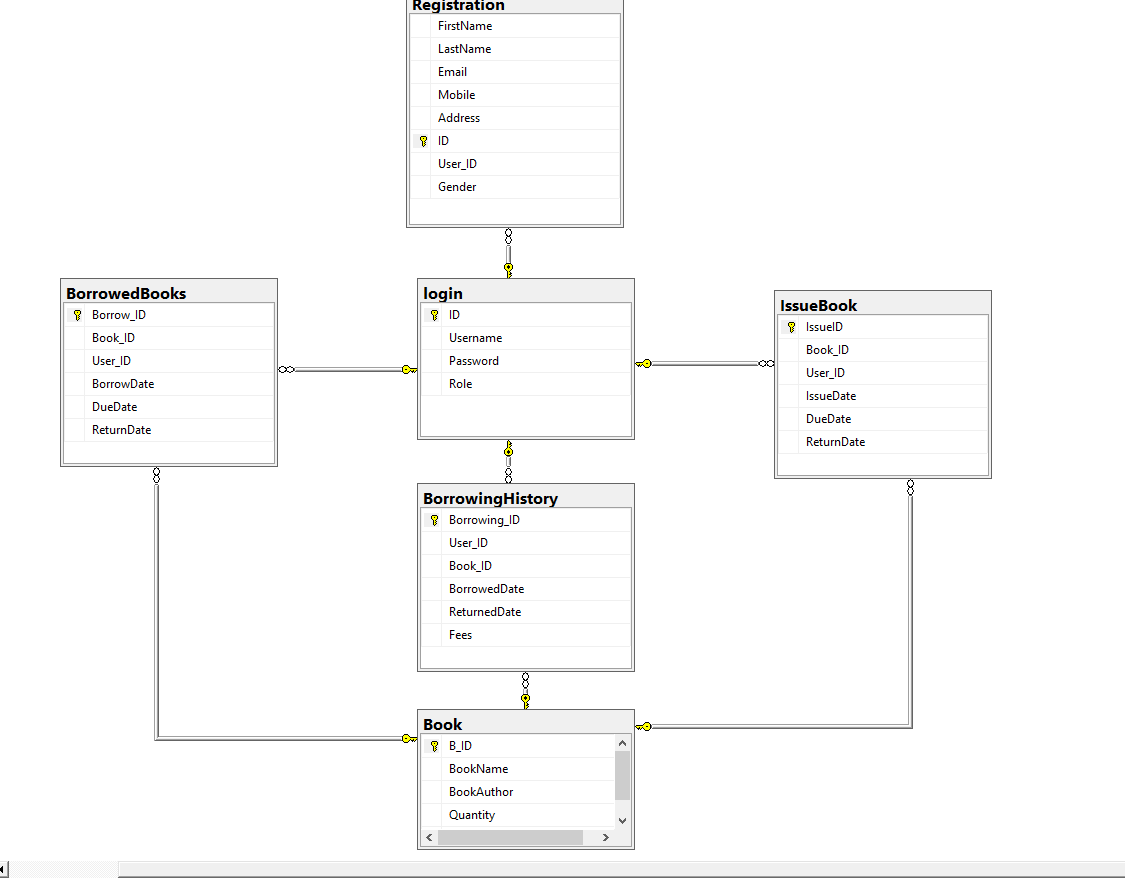 Registration
FirstName
LastName
Email
Mobile
Address
ID
User_ID
Gender
BorrowedBooks
Borrow_ID
Book_ID
User_ID
BorrowDate
DueDate
ReturnDate
login
ID
Username
Password
Role
IssueBook
IssueID
Book_ID
User_ID
IssueDate
DueDate
ReturnDate
BorrowingHistory
Borrowing_ID
User_ID
Book_ID
BorrowedDate
ReturnedDate
Fees
Book
B_ID
BookName
BookAuthor
Quantity